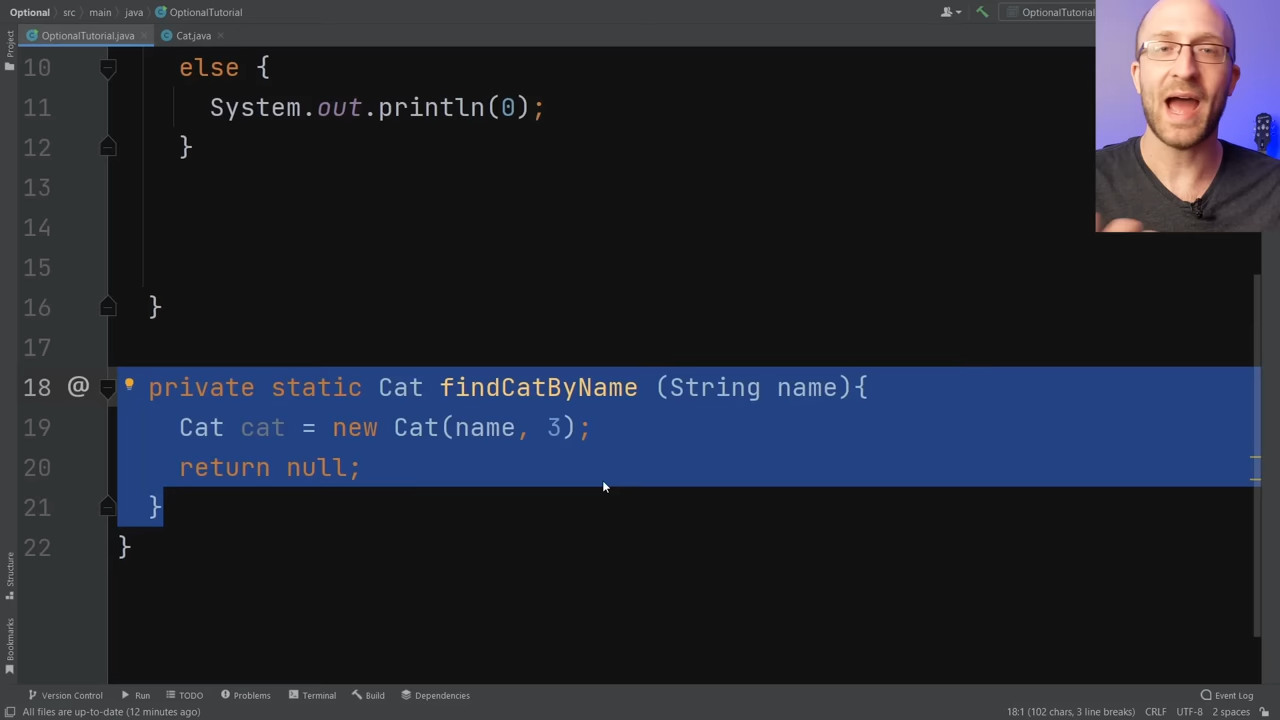 Optional src main java OptionalTutorial OptionalTutorial
OptionalTutorial.java Cat.java
Project
10 else {
11 System.out.println(0);
12 }
13
14
15
16 }
17
18 @ private static Cat findCatByName (String name){
19 Cat cat = new Cat(name, 3);
20 return null;
21 }
22 }
Structure
Bookmarks
Version Control Run TODO Problems Terminal Build Dependencies Event Log
All files are up-to-date (12 minutes ago) 18:1 (102 chars, 3 line breaks) CRLF UTF-8 2 spaces